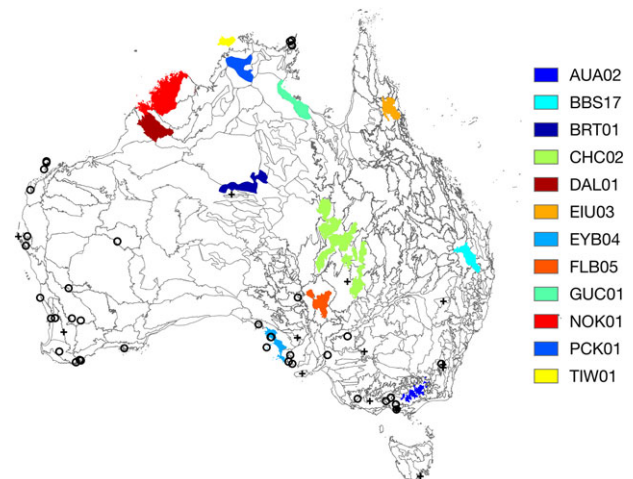 AUA02
BBS17
BRT01
CHC02
DAL01
EIU03
EYB04
FLB05
GUC01
NOK01
PCK01
TIW01